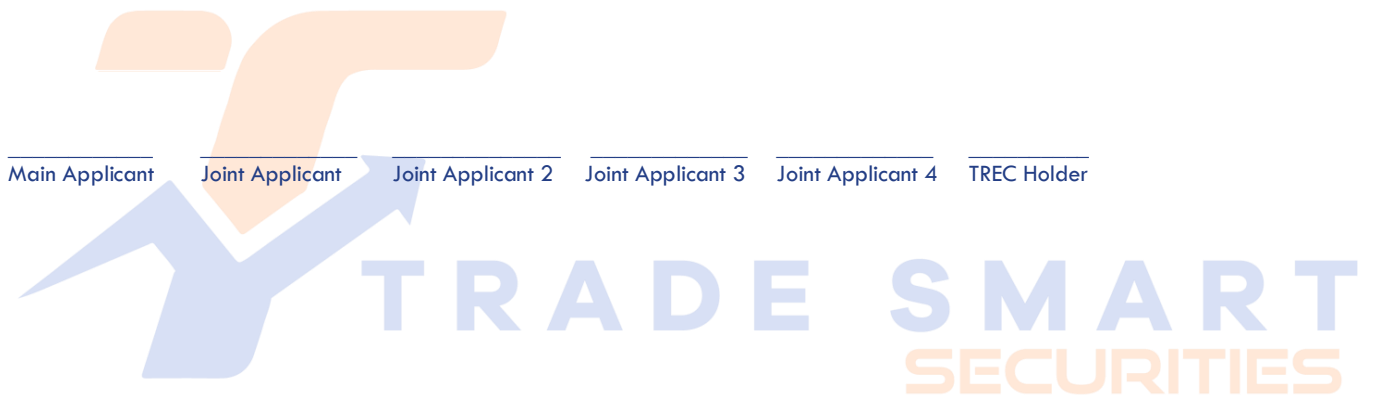 Main Applicant Joint Applicant Joint Applicant 2 Joint Applicant 3 Joint Applicant 4 TREC Holder
TRADE SMART
SECURITIES